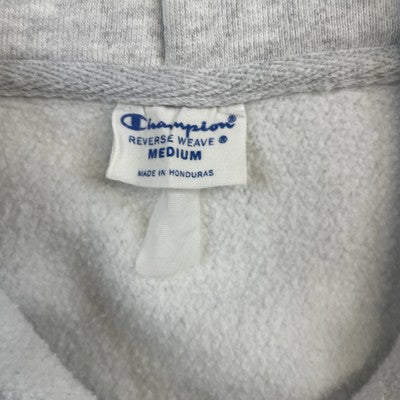 Champion®
REVERSE WEAVE ®
MEDIUM
MADE IN HONDURAS